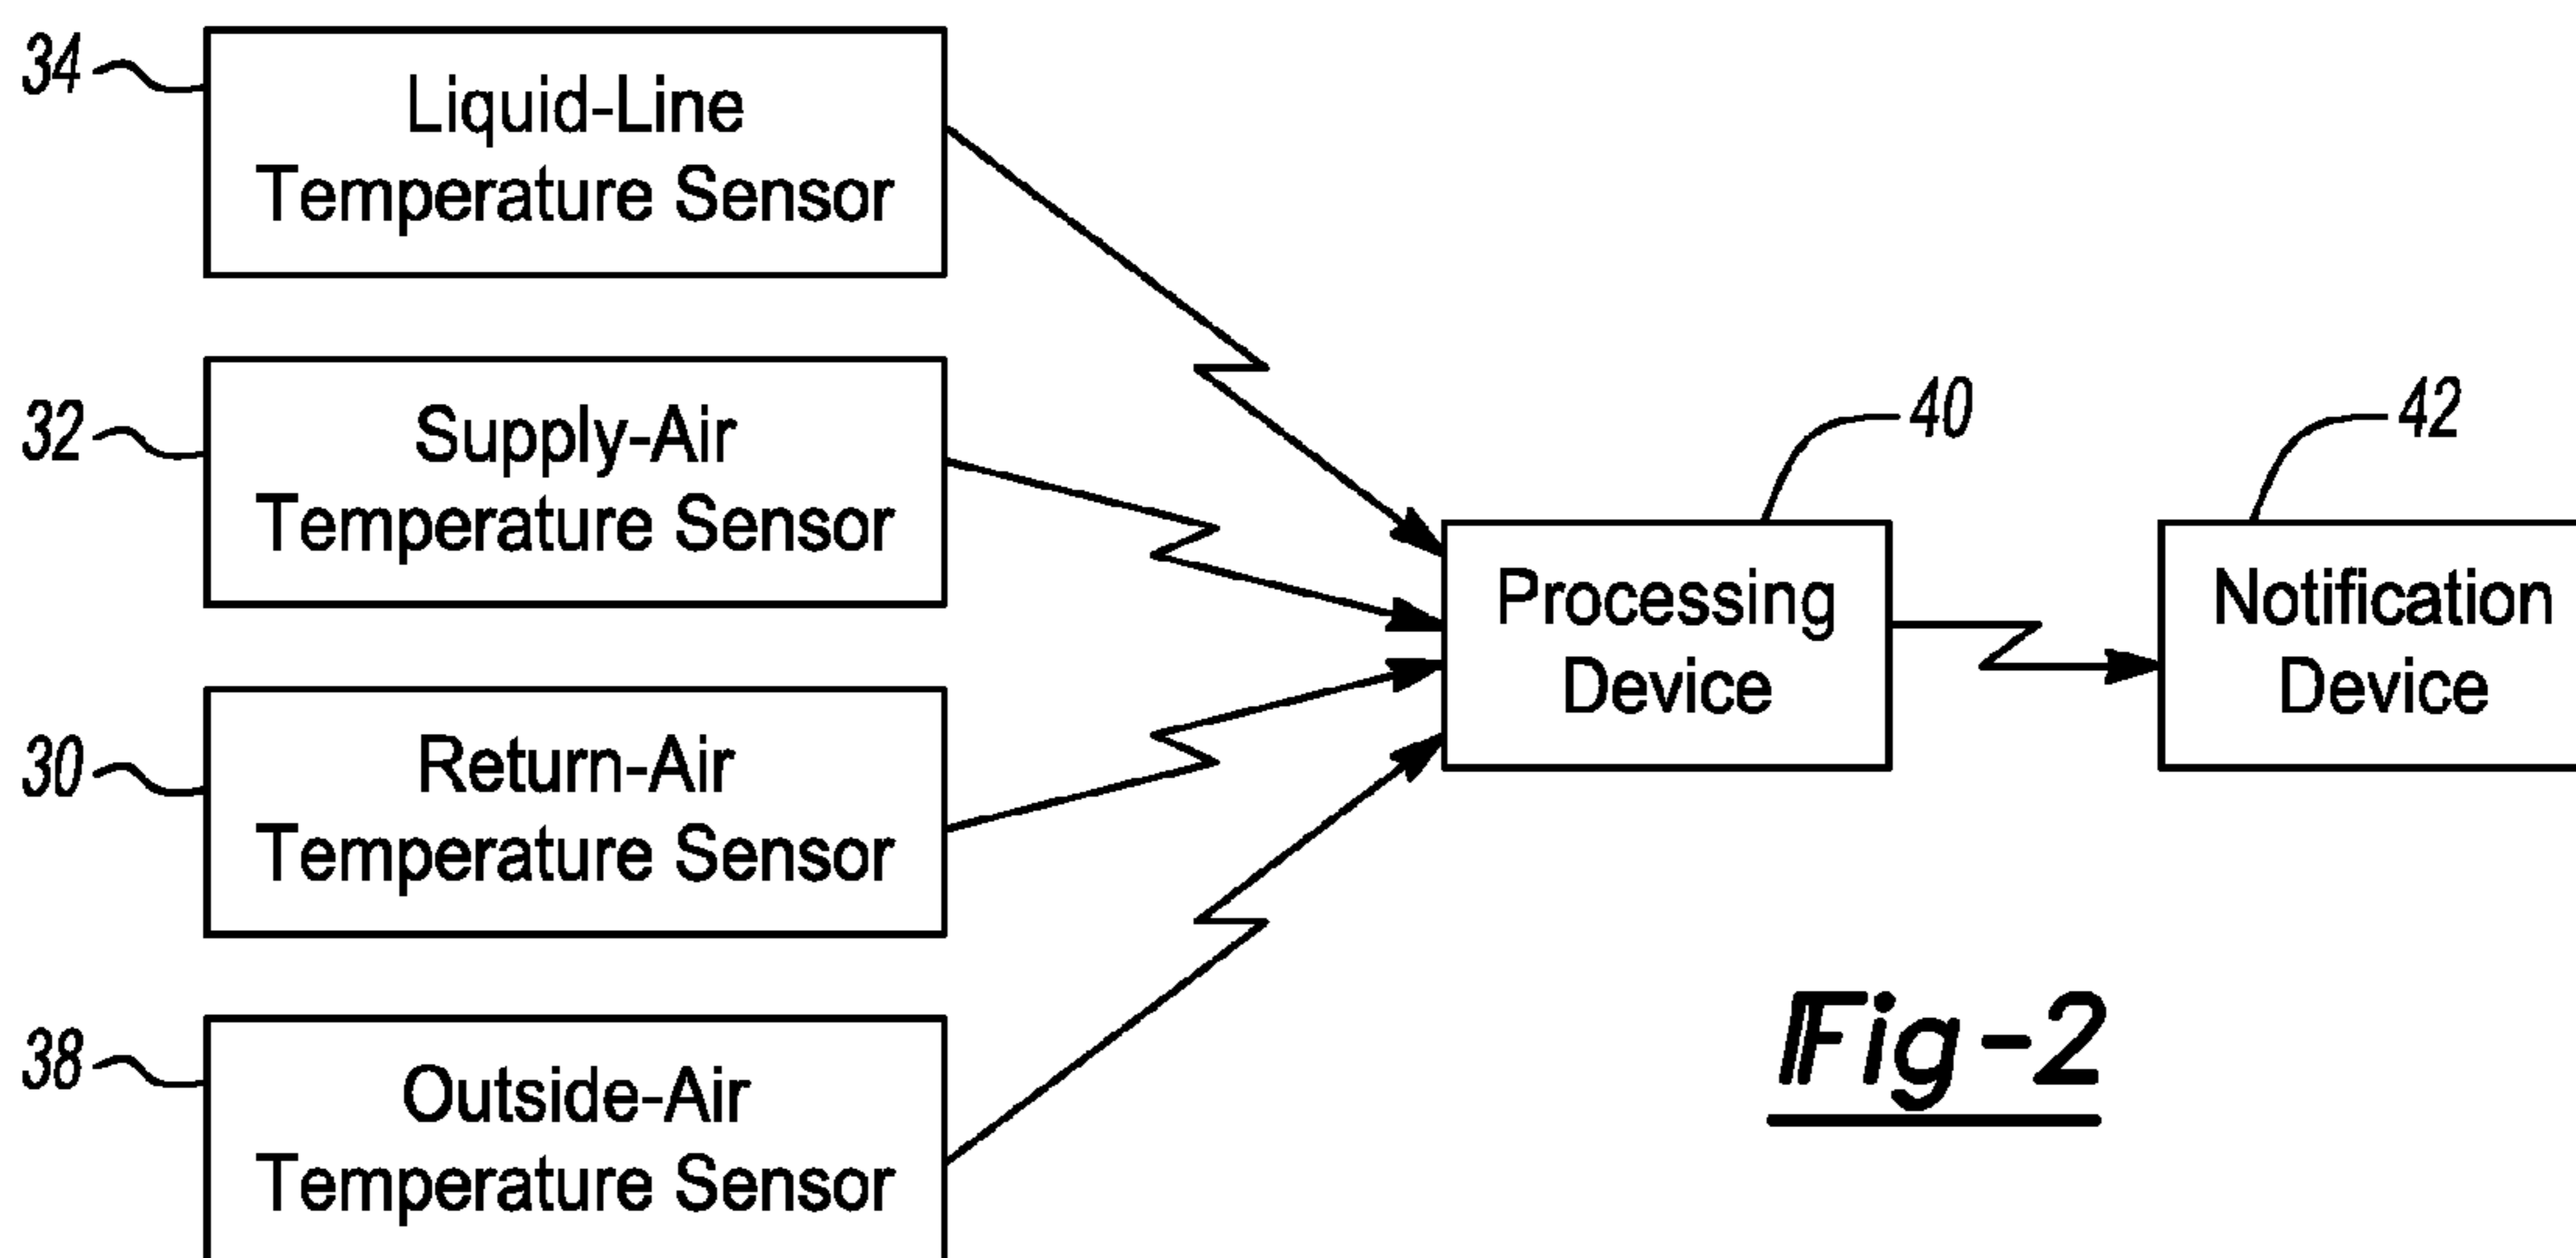 34
Liquid-Line
Temperature Sensor
32
Supply-Air
Temperature Sensor
30
Return-Air
Temperature Sensor
38
Outside-Air
Temperature Sensor
40
Processing
Device
42
Notification
Device
Fig-2